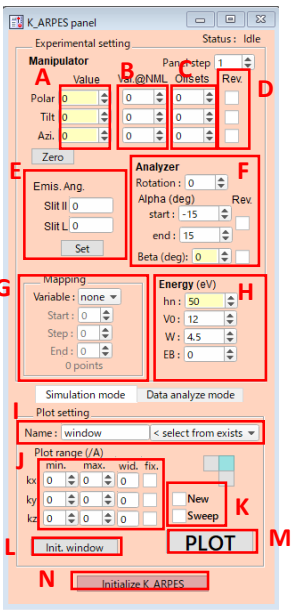 K_ARPES panel
Experimental setting Status : Idle
Manipulator Panel step 1
A B C
Value Val.@NML Offsets Rev. D
Polar 0 0 0
Tilt 0 0 0
Azi. 0 0 0
Zero
E F
Emis. Ang.
Slit II 0
Slit L 0
Set
Analyzer
Rotation : 0
Alpha (deg) Rev.
start : -15
end : 15
Beta (deg): 0
G Mapping
Variable : none
Start : 0
Step : 0
End : 0
0 points
Energy (eV) H
hn : 50
V0: 12
W : 4.5
EB : 0
Simulation mode Data analyze mode
I Plot setting
Name : window < select from exists
J Plot range (/A)
min. max. wid. fix.
kx 0 0 0
ky 0 0 0
kz 0 0 0
New K
Sweep
L Init. window PLOT M
N Initialize K_ARPES